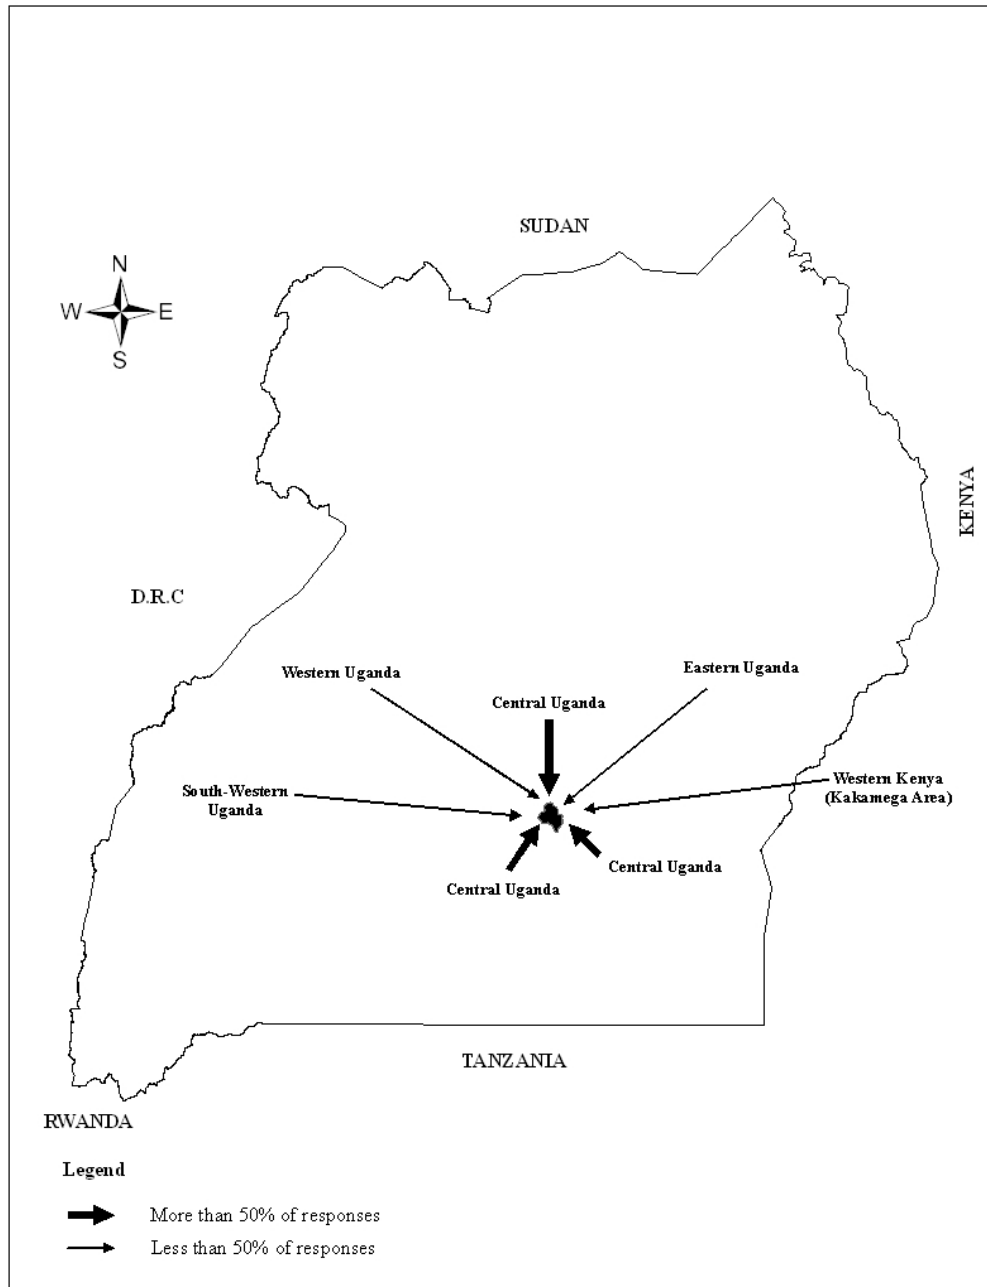 SUDAN
N
W E
S
KENYA
D.R.C
Western Uganda
Eastern Uganda
Central Uganda
South-Western
Uganda
Western Kenya
(Kakamega Area)
Central Uganda
Central Uganda
TANZANIA
RWANDA
Legend
More than 50% of responses
Less than 50% of responses